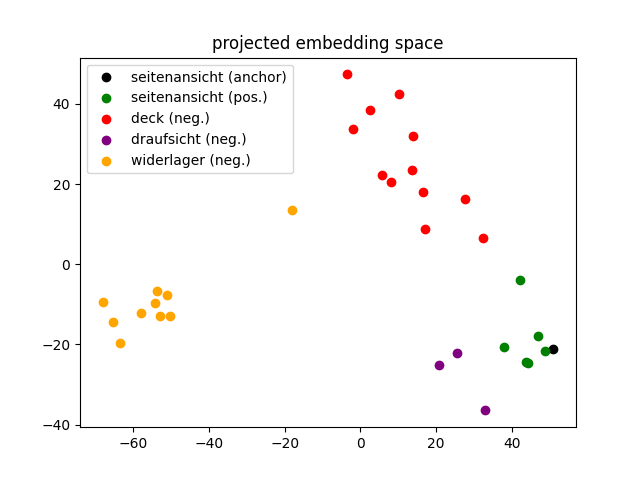 projected embedding space
seitenansicht (anchor)
seitenansicht (pos.)
deck (neg.)
draufsicht (neg.)
widerlager (neg.)
40
20
0
−20
−40
−60 −40 −20 0 20 40